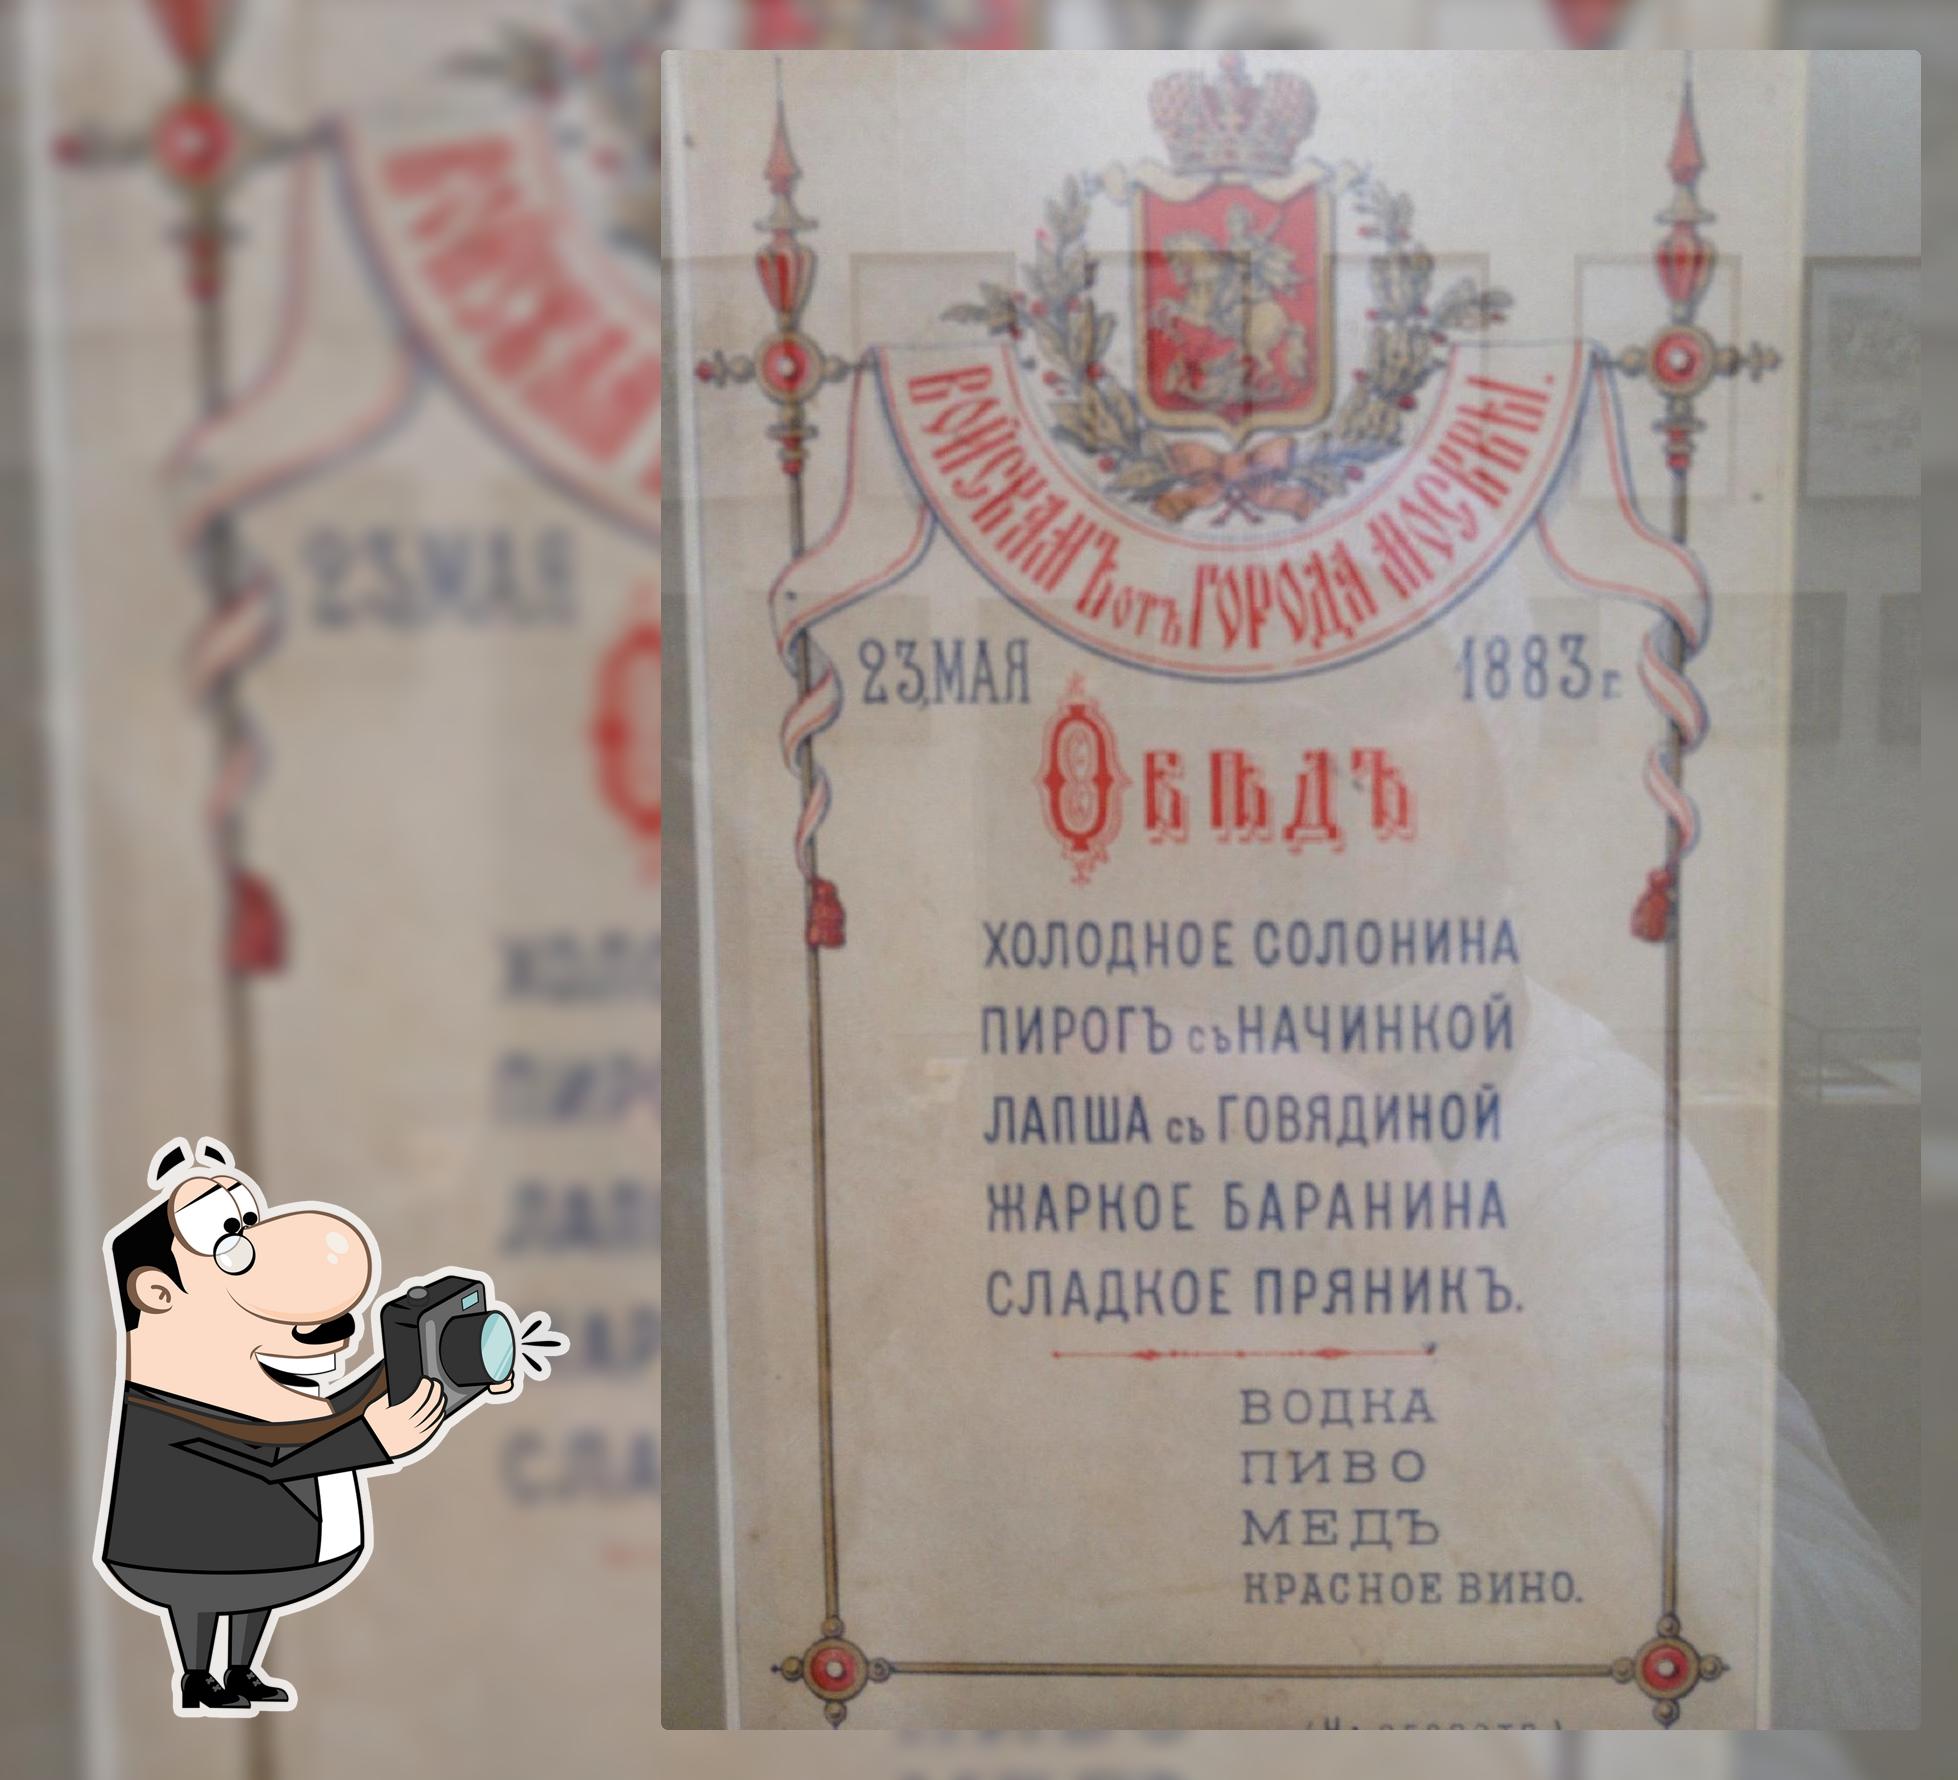 ВОЙСКАМЪ отъ ГОРОДА МОСКВЫ.
23,МАЯ 1883 г.
ОБѢДЪ
ХОЛОДНОЕ СОЛОНИНА
ПИРОГЪ съ НАЧИНКОЙ
ЛАПША съ ГОВЯДИНОЙ
ЖАРКОЕ БАРАНИНА
СЛАДКОЕ ПРЯНИКЪ.
ВОДКА
ПИВО
МЕДЪ
КРАСНОЕ ВИНО.